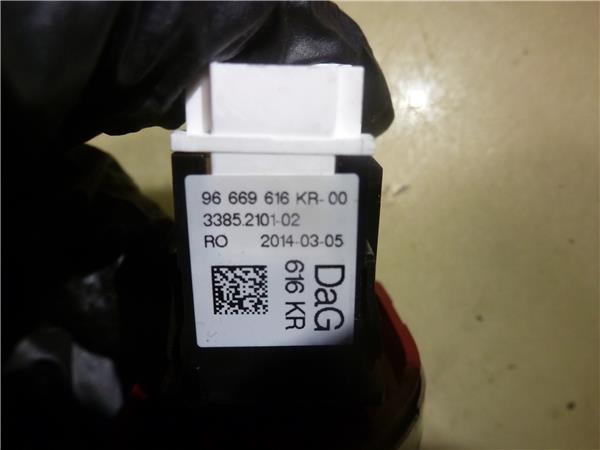 96 669 616 KR-00
3385.2101-02
RO 2014-03-05
DaG
616 KR